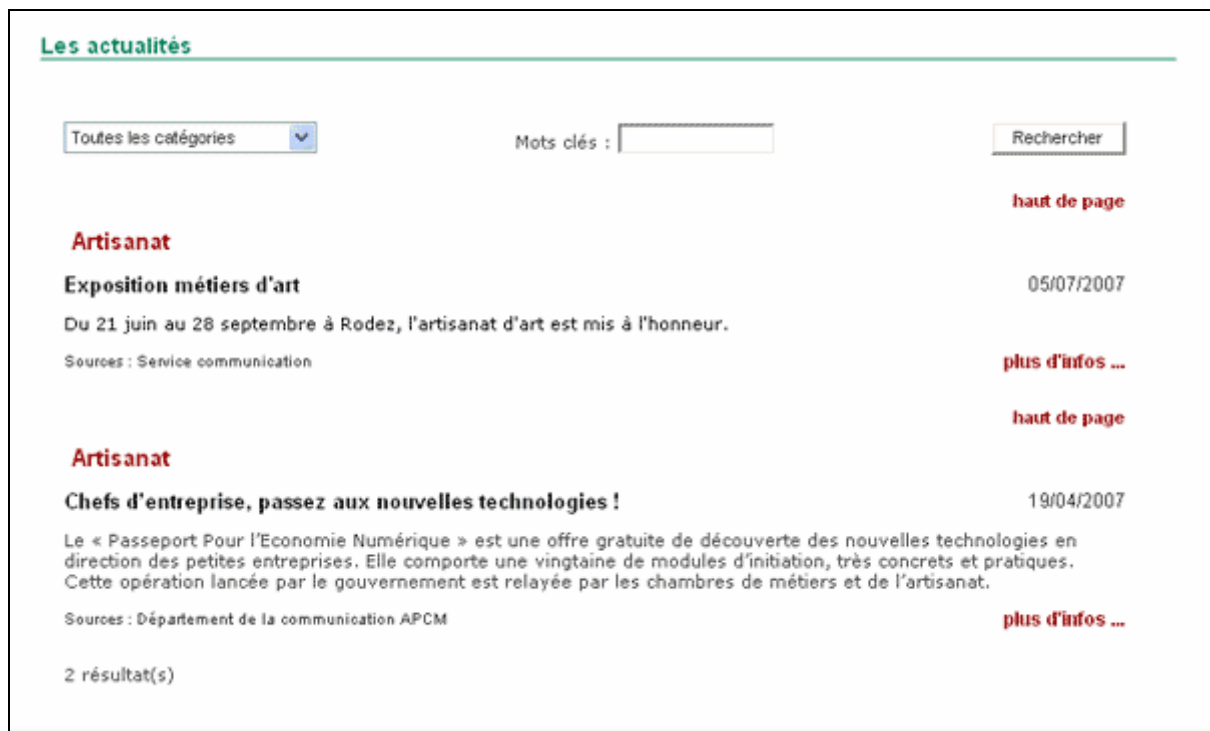 Les actualités
Toutes les catégories Mots clés : Rechercher
haut de page
Artisanat
Exposition métiers d'art 05/07/2007
Du 21 juin au 28 septembre à Rodez, l'artisanat d'art est mis à l'honneur.
Sources : Service communication plus d'infos ...
haut de page
Artisanat
Chefs d'entreprise, passez aux nouvelles technologies ! 19/04/2007
Le « Passeport Pour l'Economie Numérique » est une offre gratuite de découverte des nouvelles technologies en
direction des petites entreprises. Elle comporte une vingtaine de modules d'initiation, très concrets et pratiques.
Cette opération lancée par le gouvernement est relayée par les chambres de métiers et de l'artisanat.
Sources : Département de la communication APCM plus d'infos ...
2 résultat(s)